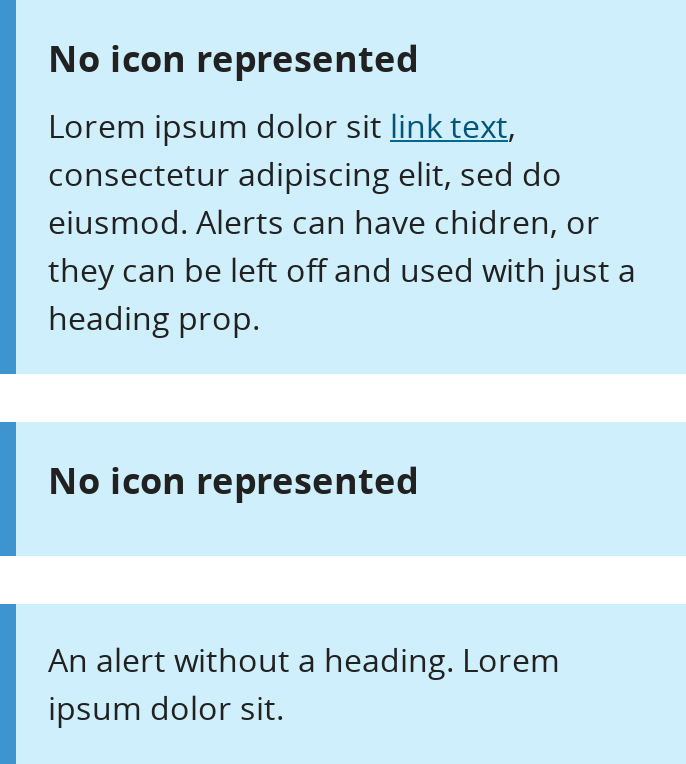 No icon represented
Lorem ipsum dolor sit link text,
consectetur adipiscing elit, sed do
eiusmod. Alerts can have chidren, or
they can be left off and used with just a
heading prop.
No icon represented
An alert without a heading. Lorem
ipsum dolor sit.